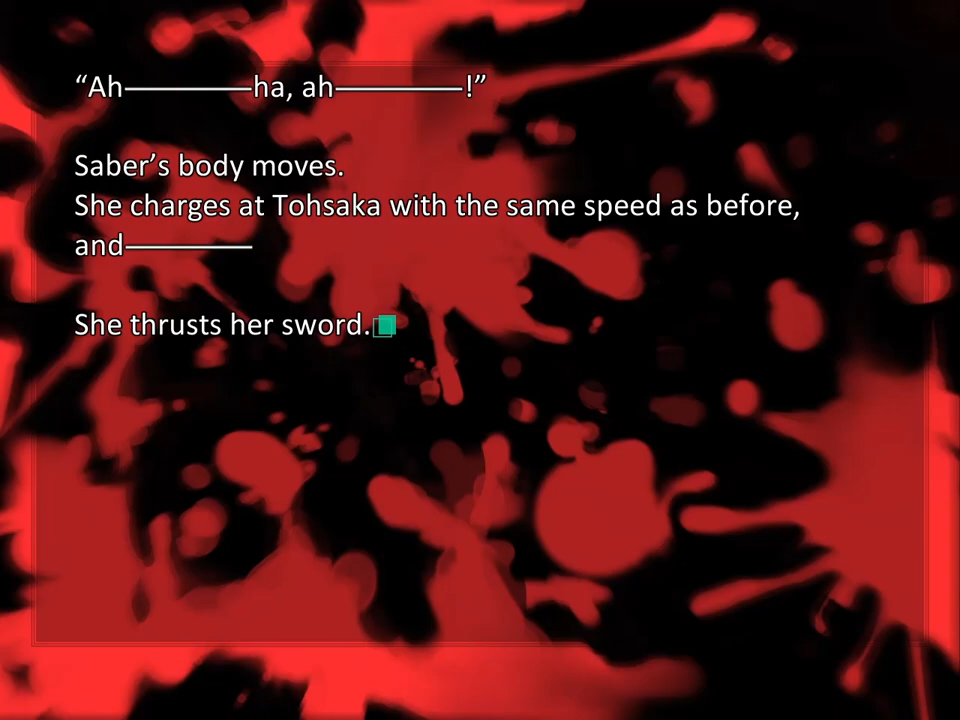 “Ah————ha, ah————!”
Saber’s body moves.
She charges at Tohsaka with the same speed as before,
and————
She thrusts her sword.